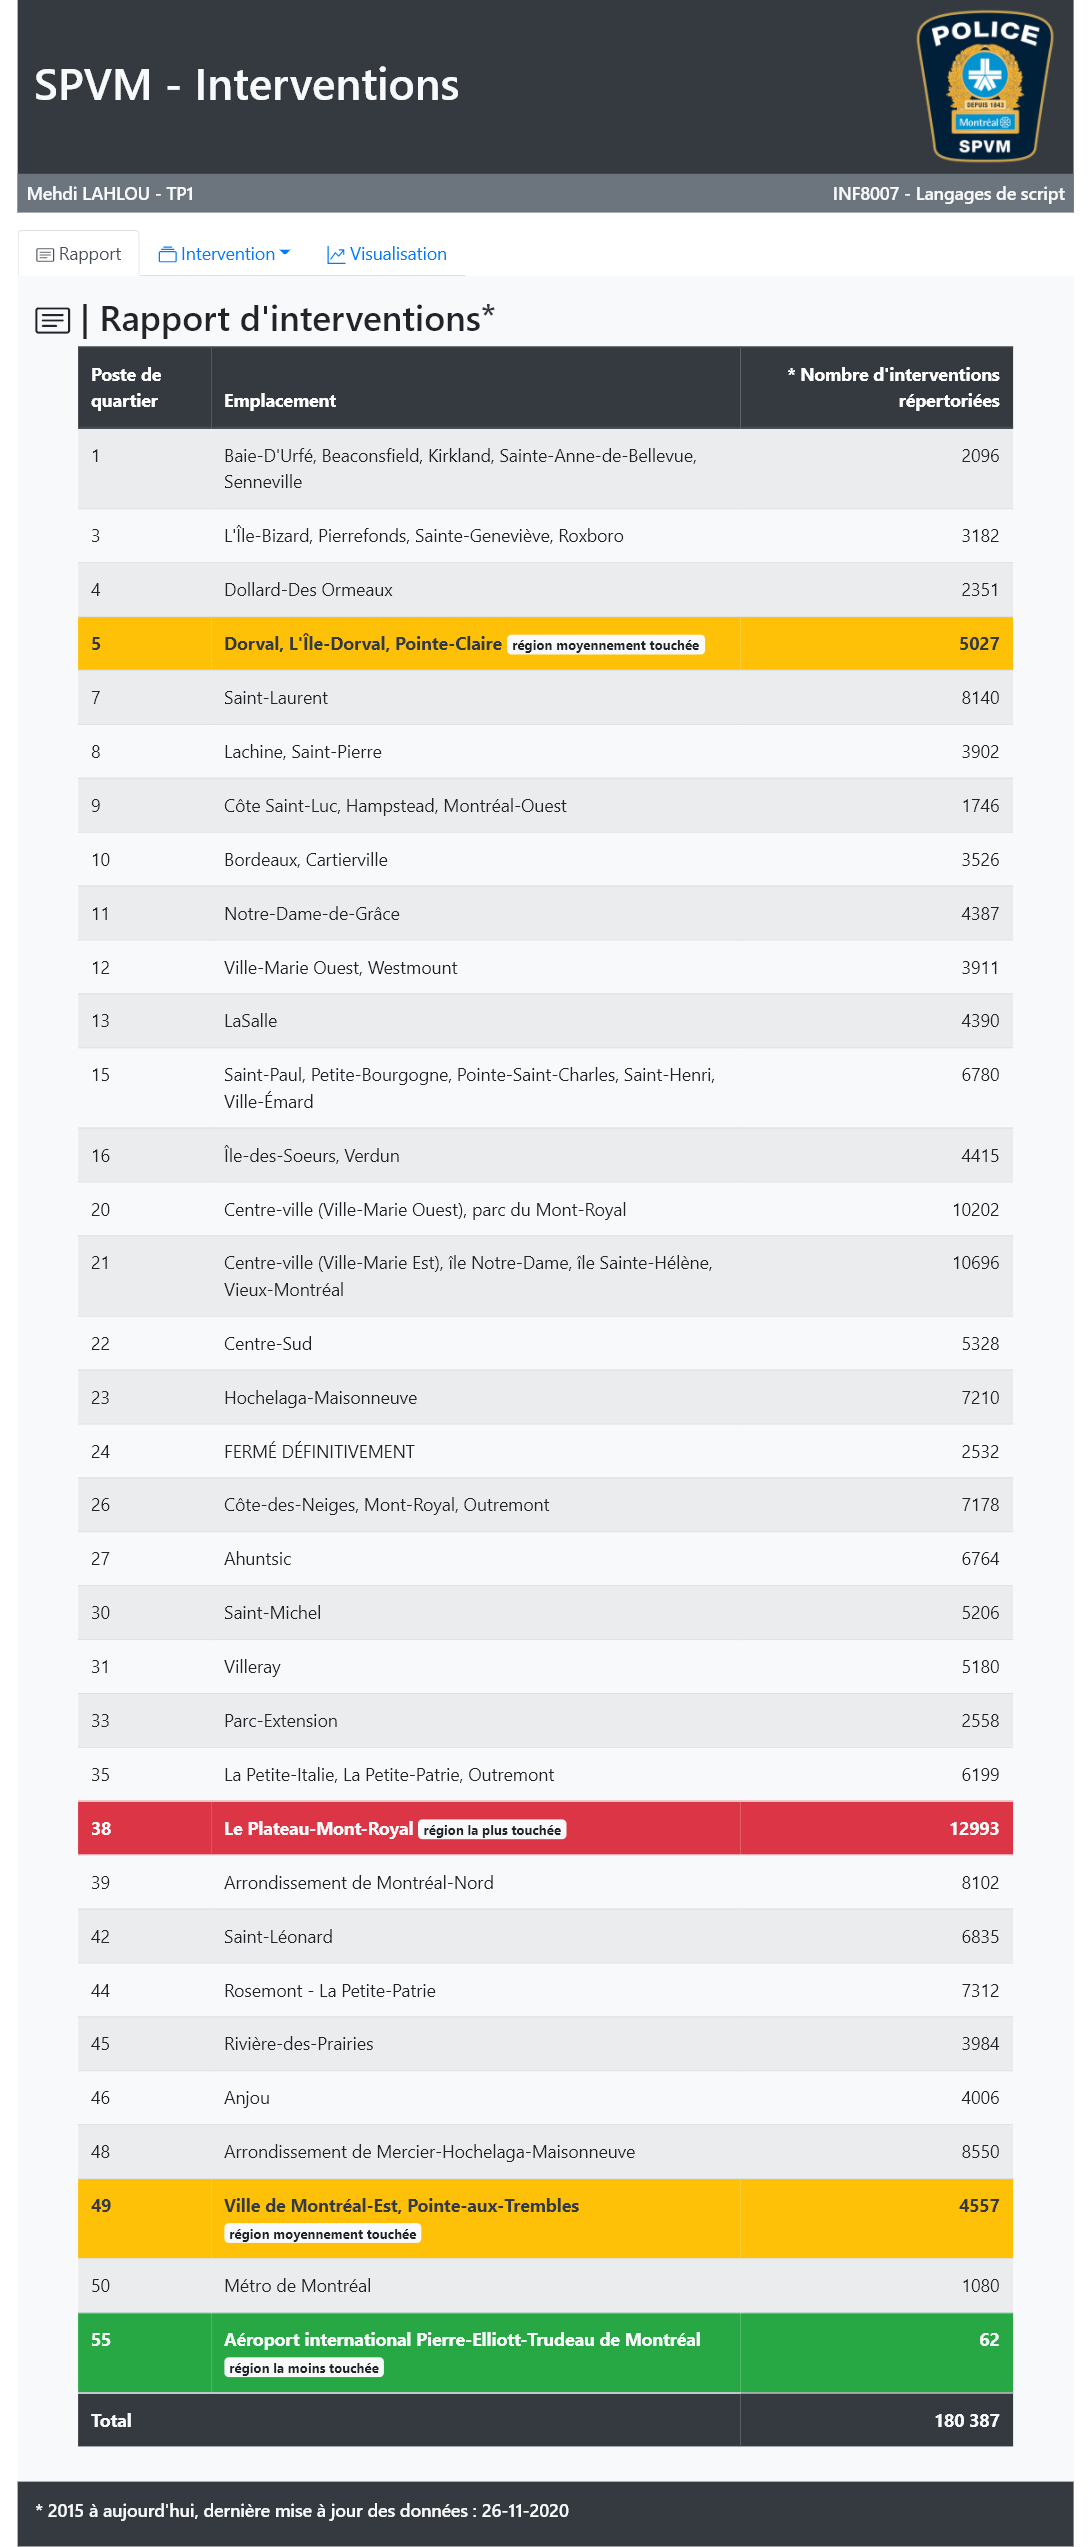 SPVM - Interventions
POLICE
DEPUIS 1843
Montréal
SPVM
Mehdi LAHLOU - TP1
INF8007 - Langages de script
Rapport
Intervention
Visualisation
| Rapport d'interventions*
Poste de quartier Emplacement * Nombre d'interventions répertoriées
1 Baie-D'Urfé, Beaconsfield, Kirkland, Sainte-Anne-de-Bellevue, 2096
Senneville
3 L'Île-Bizard, Pierrefonds, Sainte-Geneviève, Roxboro 3182
4 Dollard-Des Ormeaux 2351
5 Dorval, L'Île-Dorval, Pointe-Claire région moyennement touchée 5027
7 Saint-Laurent 8140
8 Lachine, Saint-Pierre 3902
9 Côte Saint-Luc, Hampstead, Montréal-Ouest 1746
10 Bordeaux, Cartierville 3526
11 Notre-Dame-de-Grâce 4387
12 Ville-Marie Ouest, Westmount 3911
13 LaSalle 4390
15 Saint-Paul, Petite-Bourgogne, Pointe-Saint-Charles, Saint-Henri, 6780
Ville-Émard
16 Île-des-Soeurs, Verdun 4415
20 Centre-ville (Ville-Marie Ouest), parc du Mont-Royal 10202
21 Centre-ville (Ville-Marie Est), île Notre-Dame, île Sainte-Hélène, 10696
Vieux-Montréal
22 Centre-Sud 5328
23 Hochelaga-Maisonneuve 7210
24 FERMÉ DÉFINITIVEMENT 2532
26 Côte-des-Neiges, Mont-Royal, Outremont 7178
27 Ahuntsic 6764
30 Saint-Michel 5206
31 Villeray 5180
33 Parc-Extension 2558
35 La Petite-Italie, La Petite-Patrie, Outremont 6199
38 Le Plateau-Mont-Royal région la plus touchée 12993
39 Arrondissement de Montréal-Nord 8102
42 Saint-Léonard 6835
44 Rosemont - La Petite-Patrie 7312
45 Rivière-des-Prairies 3984
46 Anjou 4006
48 Arrondissement de Mercier-Hochelaga-Maisonneuve 8550
49 Ville de Montréal-Est, Pointe-aux-Trembles 4557
région moyennement touchée
50 Métro de Montréal 1080
55 Aéroport international Pierre-Elliott-Trudeau de Montréal 62
région la moins touchée
Total 180 387
* 2015 à aujourd'hui, dernière mise à jour des données : 26-11-2020